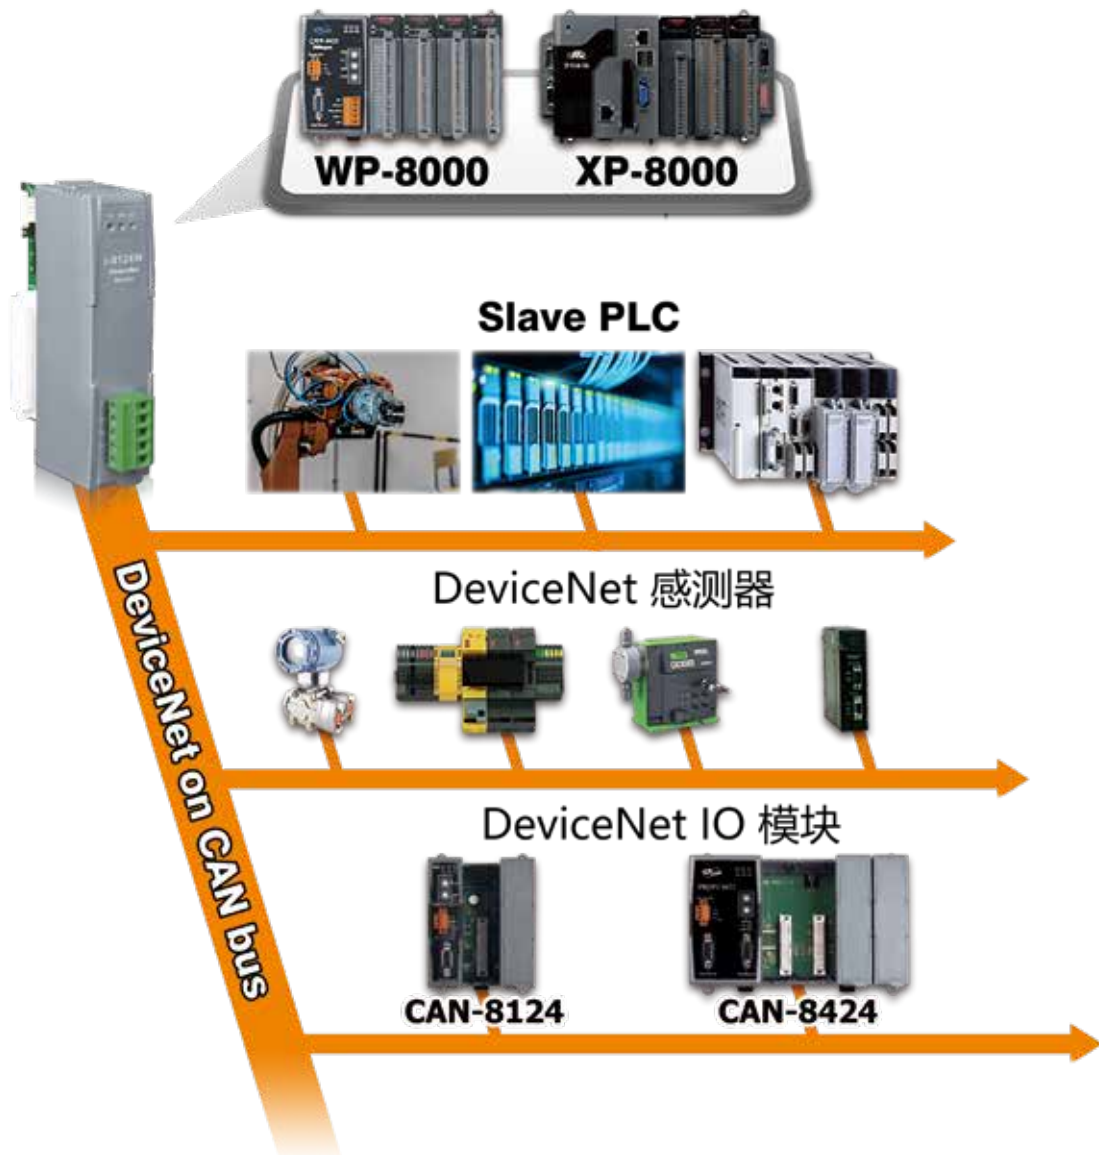 WP-8000
XP-8000
Slave PLC
DeviceNet 感测器
DeviceNet on CAN bus
DeviceNet IO 模块
CAN-8124
CAN-8424